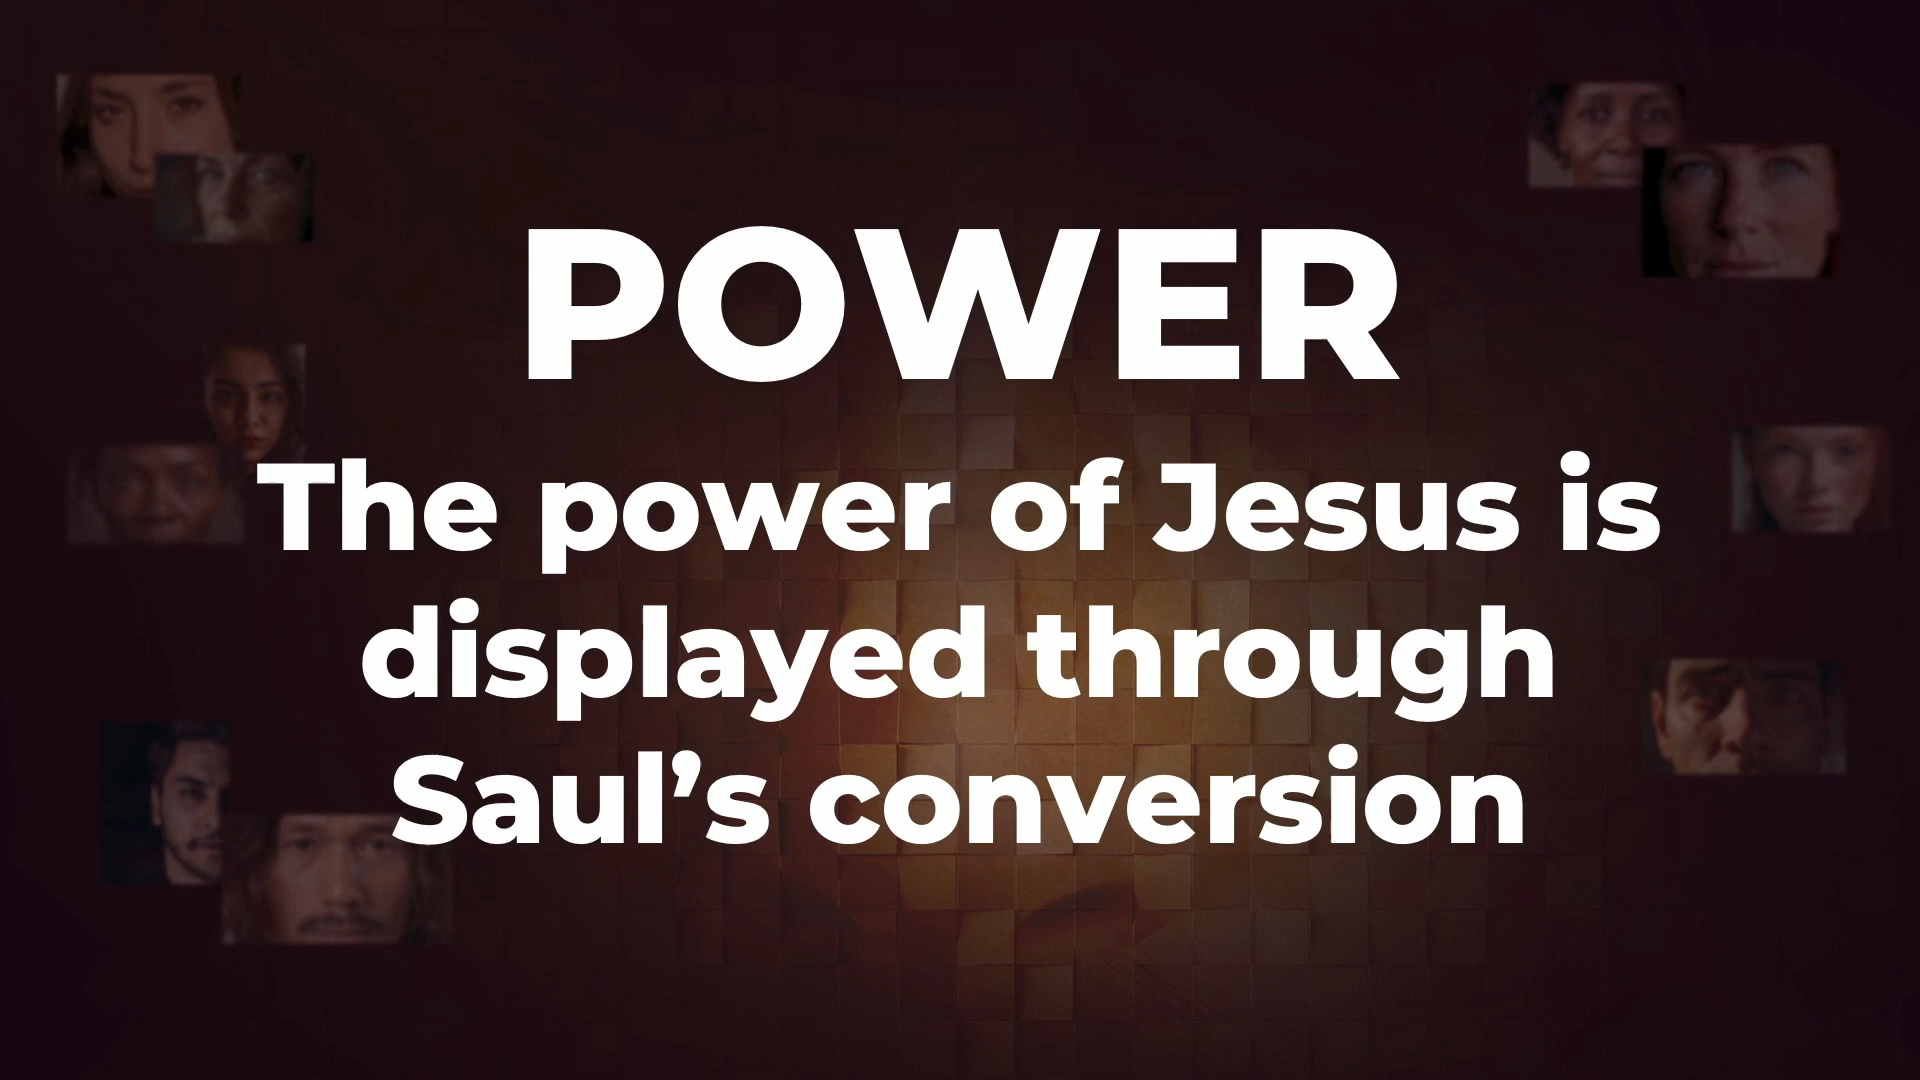 POWER
The power of Jesus is
displayed through
Saul’s conversion